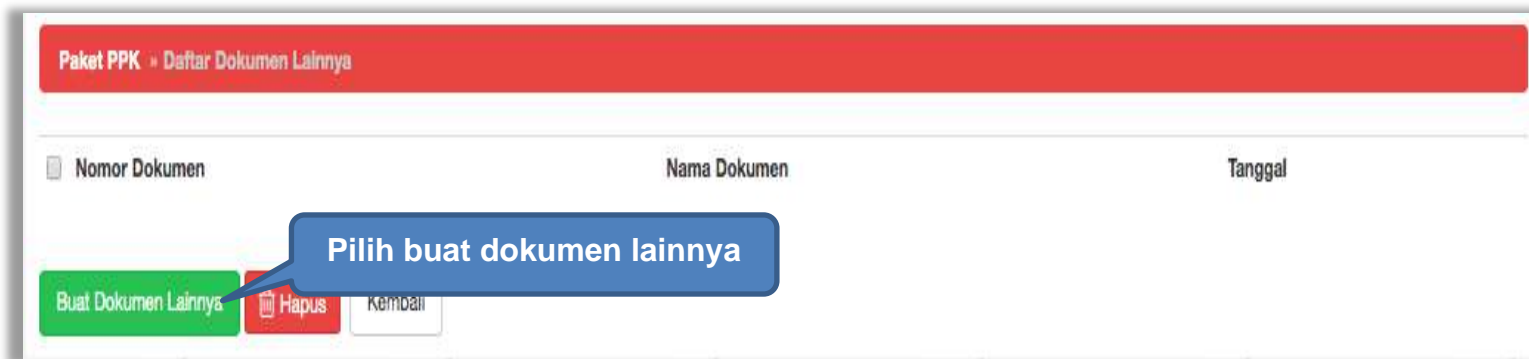 Paket PPK » Daftar Dokumen Lainnya
Nomor Dokumen Nama Dokumen Tanggal
Pilih buat dokumen lainnya
Buat Dokumen Lainnya Hapus Kembali